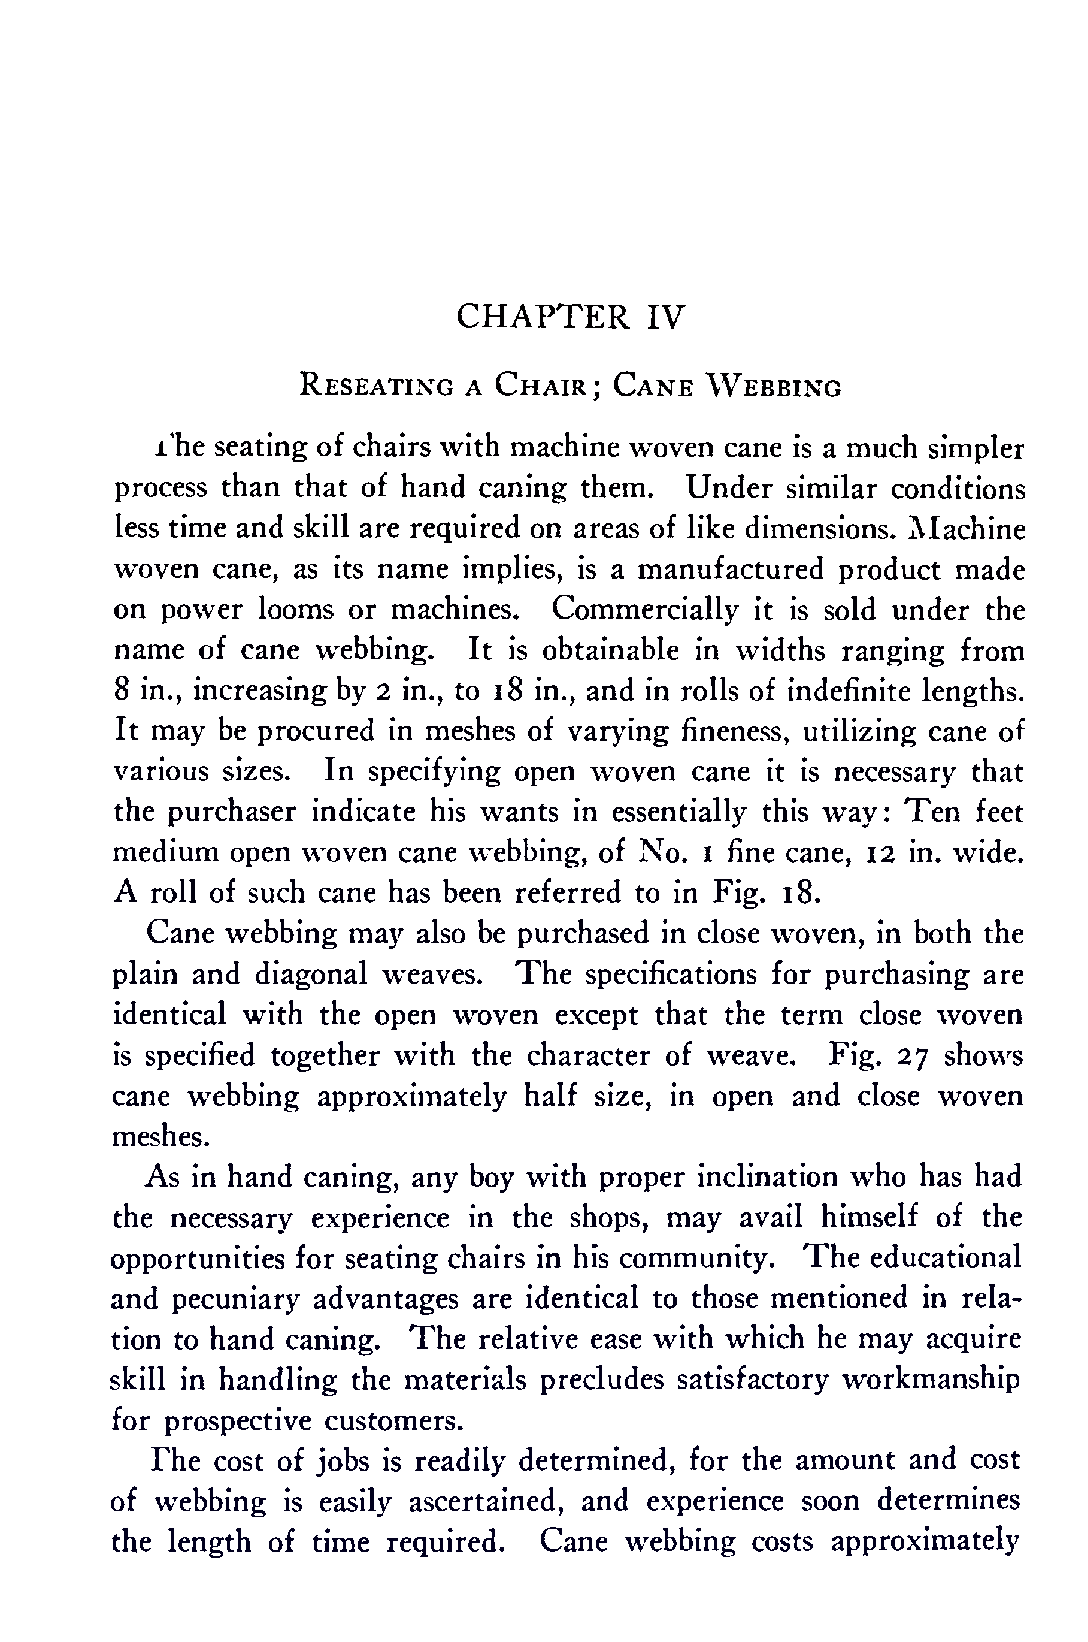 CHAPTER IV
RESEATING A CHAIR; CANE WEBBING
The seating of chairs with machine woven cane is a much simpler
process than that of hand caning them. Under similar conditions
less time and skill are required on areas of like dimensions. Machine
woven cane, as its name implies, is a manufactured product made
on power looms or machines. Commercially it is sold under the
name of cane webbing. It is obtainable in widths ranging from
8 in., increasing by 2 in., to 18 in., and in rolls of indefinite lengths.
It may be procured in meshes of varying fineness, utilizing cane of
various sizes. In specifying open woven cane it is necessary that
the purchaser indicate his wants in essentially this way: Ten feet
medium open woven cane webbing, of No. 1 fine cane, 12 in. wide.
A roll of such cane has been referred to in Fig. 18.
Cane webbing may also be purchased in close woven, in both the
plain and diagonal weaves. The specifications for purchasing are
identical with the open woven except that the term close woven
is specified together with the character of weave. Fig. 27 shows
cane webbing approximately half size, in open and close woven
meshes.
As in hand caning, any boy with proper inclination who has had
the necessary experience in the shops, may avail himself of the
opportunities for seating chairs in his community. The educational
and pecuniary advantages are identical to those mentioned in rela-
tion to hand caning. The relative ease with which he may acquire
skill in handling the materials precludes satisfactory workmanship
for prospective customers.
The cost of jobs is readily determined, for the amount and cost
of webbing is easily ascertained, and experience soon determines
the length of time required. Cane webbing costs approximately